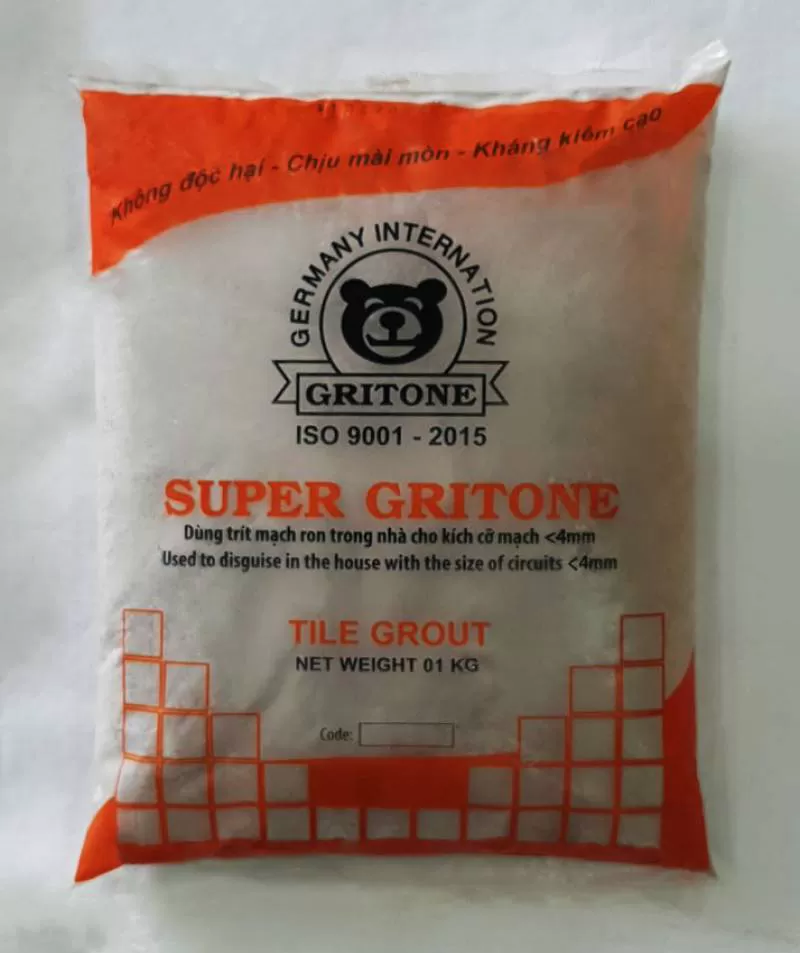 Không độc hại - Chịu mài mòn - Kháng kiềm cao
GERMANY INTERNATION
GRITONE
ISO 9001 - 2015
SUPER GRITONE
Dùng trít mạch ron trong nhà cho kích cỡ mạch <4mm
Used to disguise in the house with the size of circuits <4mm
TILE GROUT
NET WEIGHT 01 KG
Code: